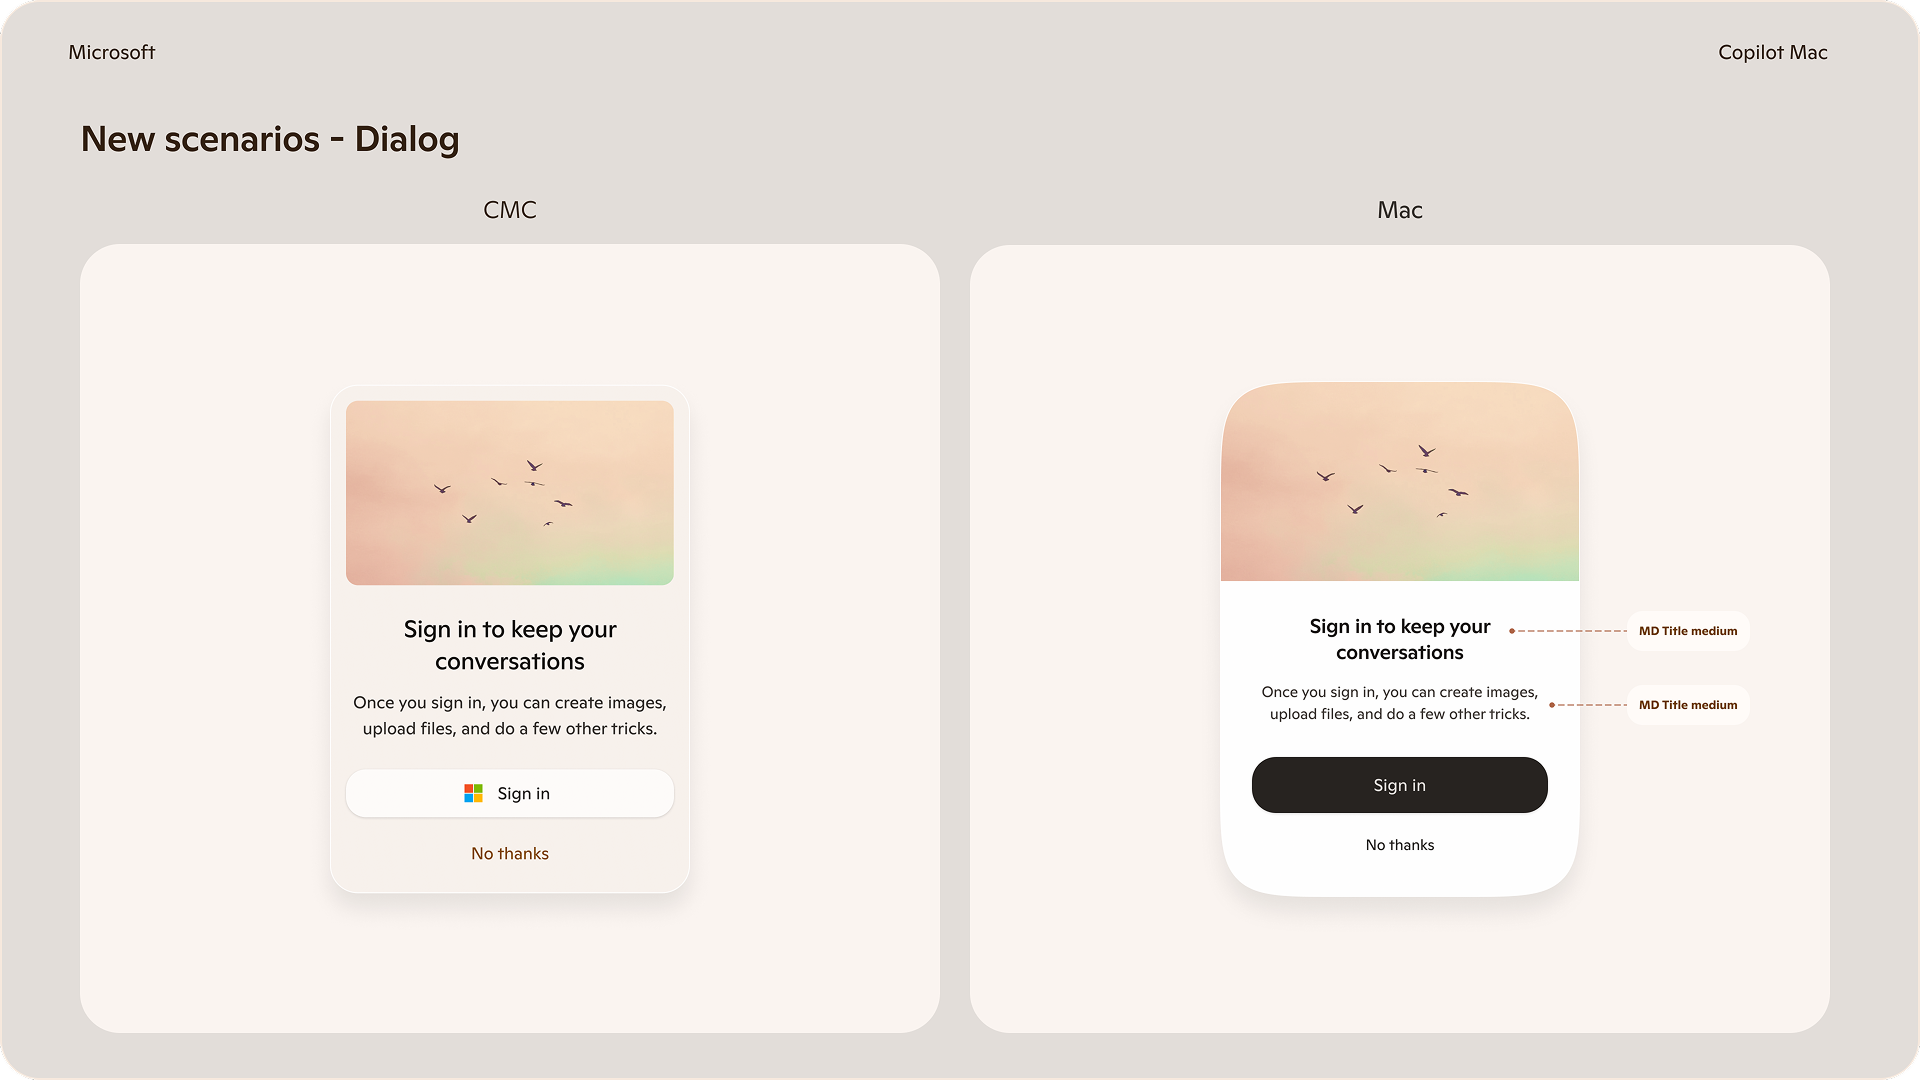 Microsoft
Copilot Mac
New scenarios - Dialog
CMC
Sign in to keep your
conversations
Once you sign in, you can create images,
upload files, and do a few other tricks.
Sign in
No thanks
Mac
Sign in to keep your
conversations
Once you sign in, you can create images,
upload files, and do a few other tricks.
Sign in
No thanks
MD Title medium
MD Title medium